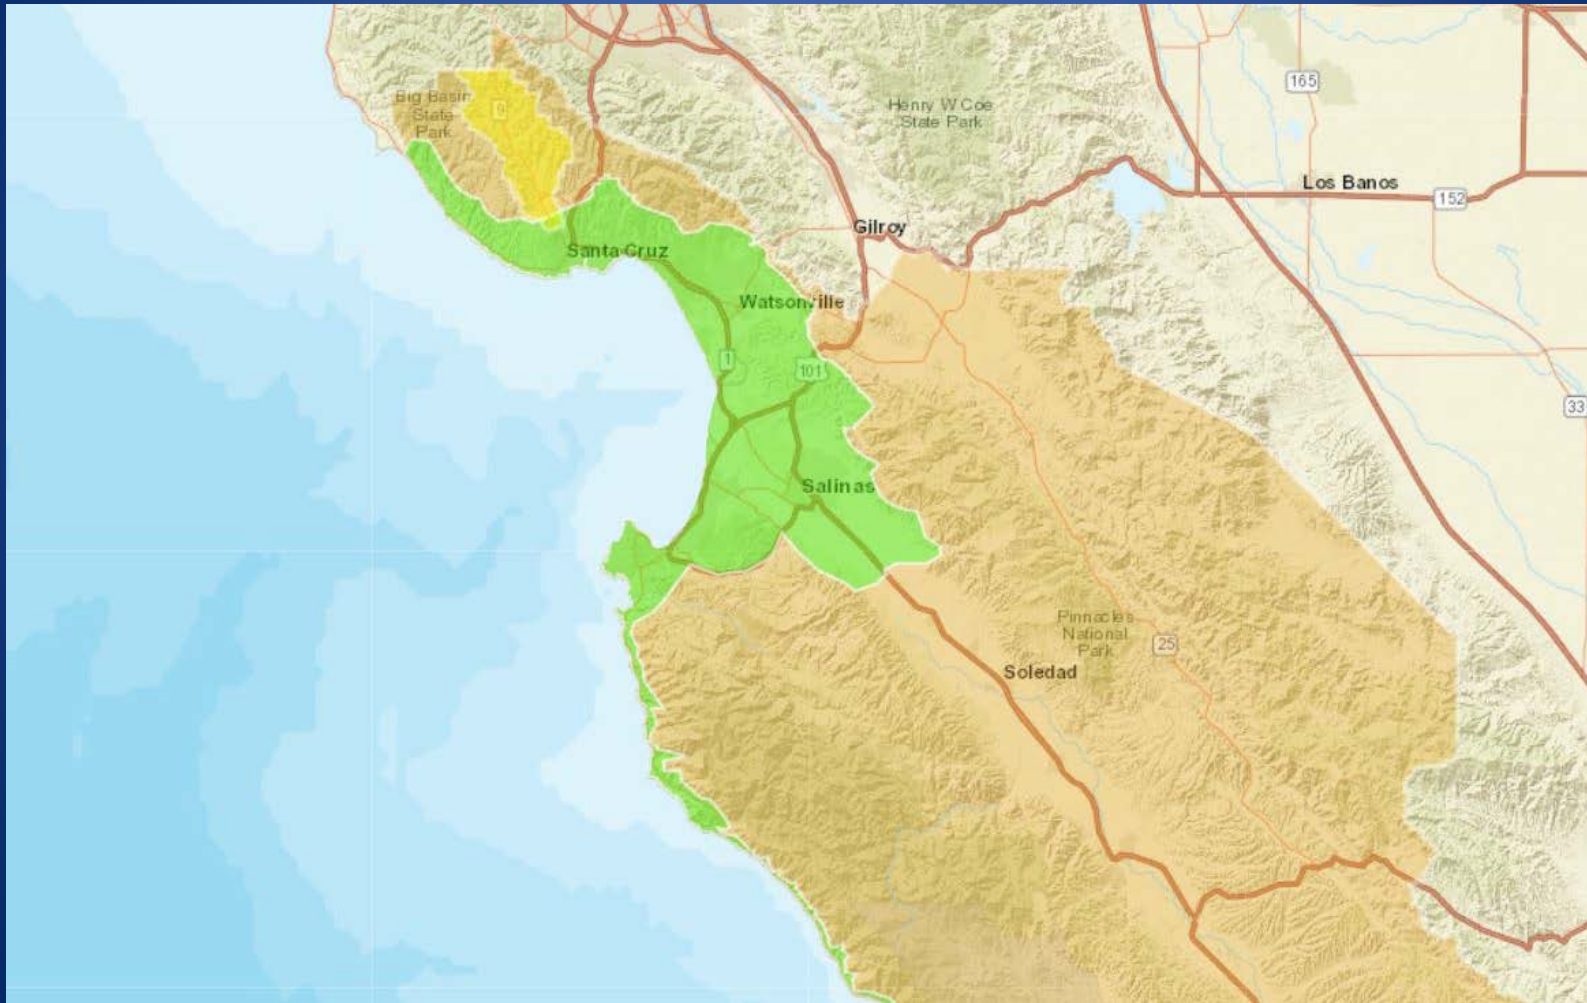 165
Big Basin
State
Park
9
Henry W Coe
State Park
Los Banos
152
Gilroy
Santa Cruz
Watsonville
1
101
33
Salinas
Pinnacles
National
Park
25
Soledad